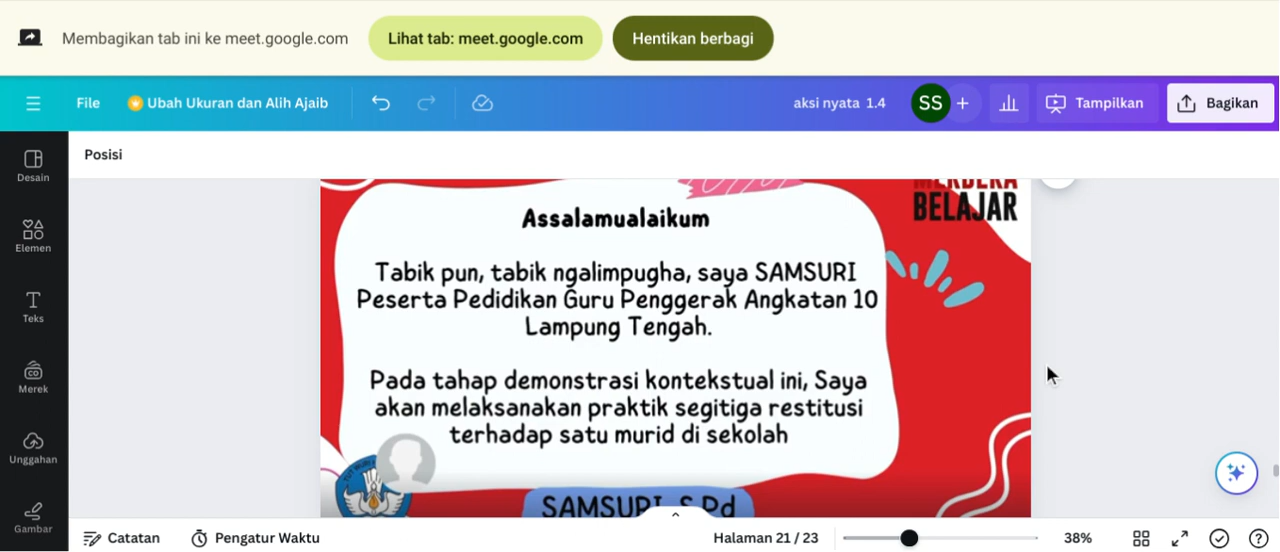 Membagikan tab ini ke meet.google.com
Lihat tab: meet.google.com
Hentikan berbagi
File
Ubah Ukuran dan Alih Ajaib
aksi nyata 1.4
SS
Tampilkan
Bagikan
Posisi
Desain
Elemen
Teks
Merek
Unggahan
Gambar
MERDEKA
BELAJAR
Assalamualaikum
Tabik pun, tabik ngalimpugha, saya SAMSURI
Peserta Pedidikan Guru Penggerak Angkatan 10
Lampung Tengah.
Pada tahap demonstrasi kontekstual ini, Saya
akan melaksanakan praktik segitiga restitusi
terhadap satu murid di sekolah
SAMSURI, S.Pd
Catatan
Pengatur Waktu
Halaman 21 / 23
38%